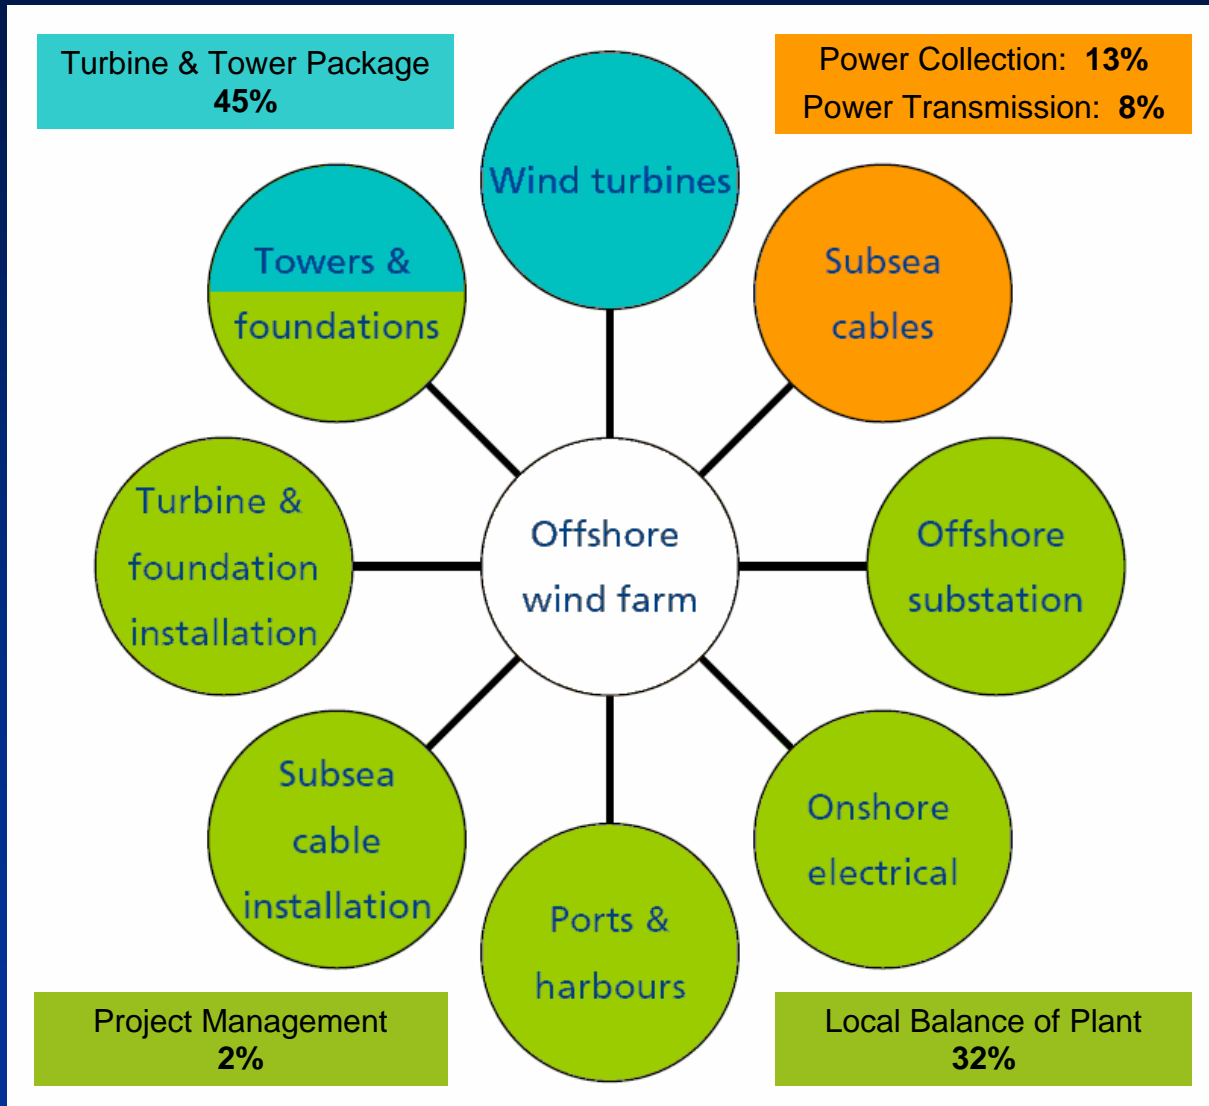 Turbine & Tower Package
45%
Power Collection: 13%
Power Transmission: 8%
Wind turbines
Towers &
foundations
Subsea
cables
Turbine &
foundation
installation
Offshore
wind farm
Offshore
substation
Subsea
cable
installation
Onshore
electrical
Ports &
harbours
Project Management
2%
Local Balance of Plant
32%